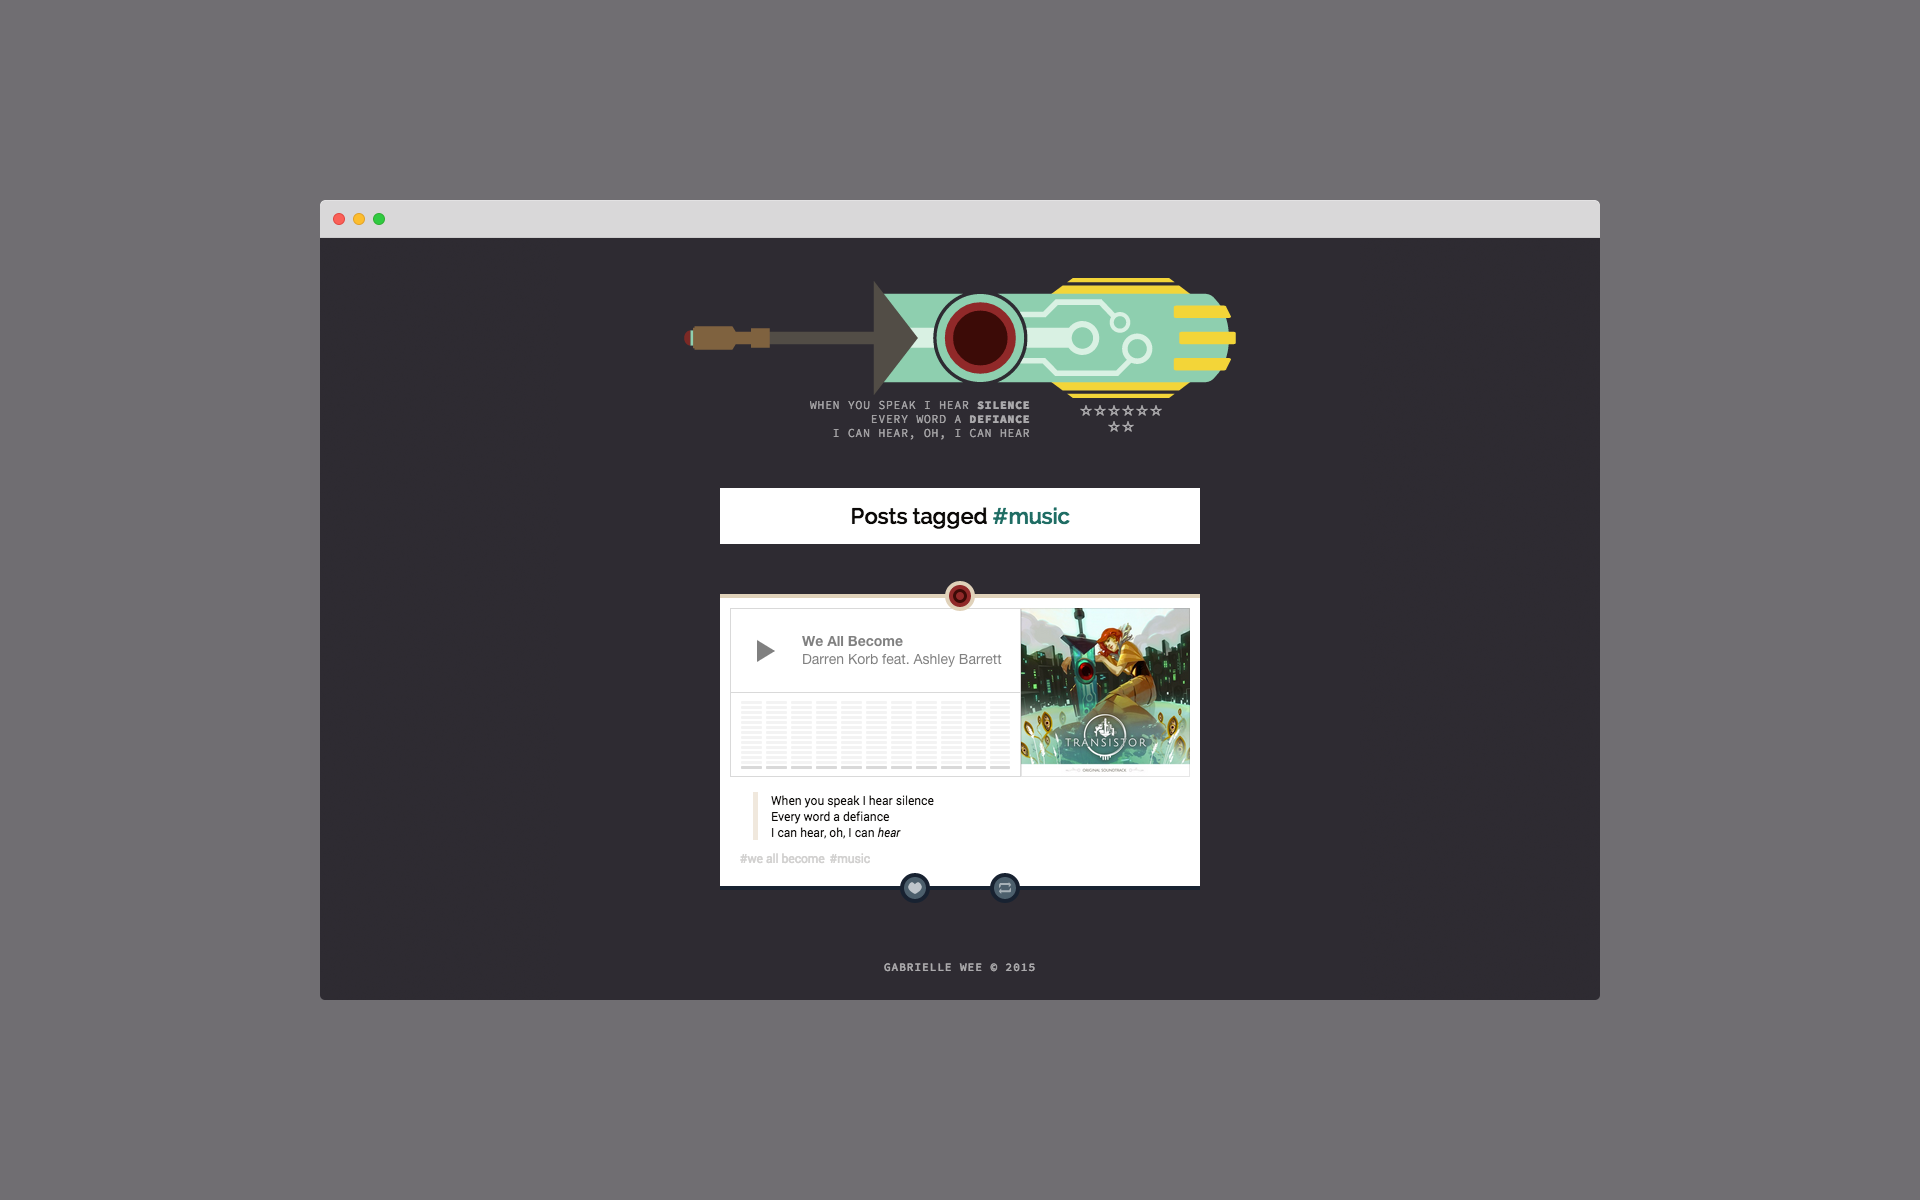 WHEN YOU SPEAK I HEAR SILENCE
EVERY WORD A DEFIANCE
I CAN HEAR, OH, I CAN HEAR
Posts tagged #music
We All Become
Darren Korb feat. Ashley Barrett
TRANSISTOR
ORIGINAL SOUNDTRACK
When you speak I hear silence
Every word a defiance
I can hear, oh, I can hear
#we all become #music
GABRIELLE WEE © 2015